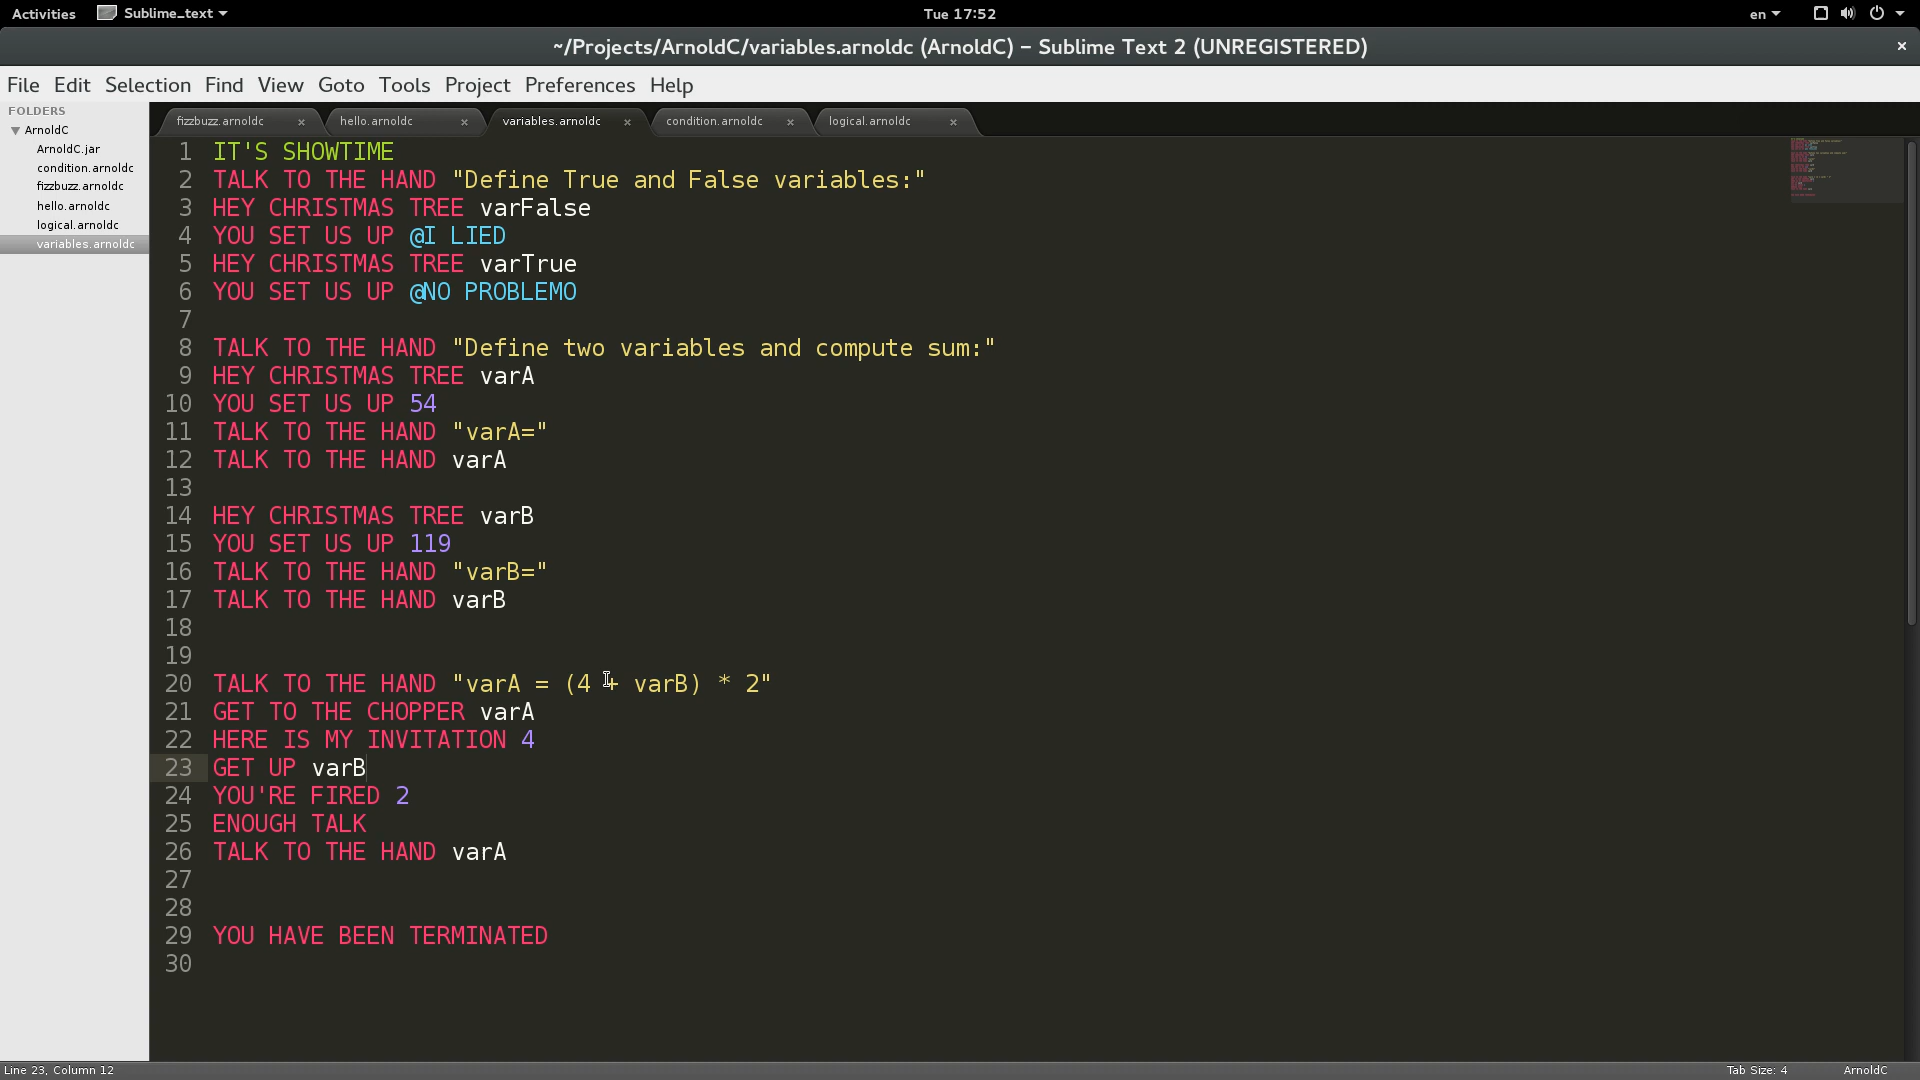 Activities Sublime_text Tue 17:52 en
~/Projects/ArnoldC/variables.arnoldc (ArnoldC) – Sublime Text 2 (UNREGISTERED) ×
File Edit Selection Find View Goto Tools Project Preferences Help
FOLDERS
ArnoldC
ArnoldC.jar
condition.arnoldc
fizzbuzz.arnoldc
hello.arnoldc
logical.arnoldc
variables.arnoldc
fizzbuzz.arnoldc × hello.arnoldc × variables.arnoldc × condition.arnoldc × logical.arnoldc ×
1 IT'S SHOWTIME
2 TALK TO THE HAND "Define True and False variables:"
3 HEY CHRISTMAS TREE varFalse
4 YOU SET US UP @I LIED
5 HEY CHRISTMAS TREE varTrue
6 YOU SET US UP @NO PROBLEMO
7
8 TALK TO THE HAND "Define two variables and compute sum:"
9 HEY CHRISTMAS TREE varA
10 YOU SET US UP 54
11 TALK TO THE HAND "varA="
12 TALK TO THE HAND varA
13
14 HEY CHRISTMAS TREE varB
15 YOU SET US UP 119
16 TALK TO THE HAND "varB="
17 TALK TO THE HAND varB
18
19
20 TALK TO THE HAND "varA = (4 + varB) * 2"
21 GET TO THE CHOPPER varA
22 HERE IS MY INVITATION 4
23 GET UP varB
24 YOU'RE FIRED 2
25 ENOUGH TALK
26 TALK TO THE HAND varA
27
28
29 YOU HAVE BEEN TERMINATED
30
Line 23, Column 12 Tab Size: 4 ArnoldC